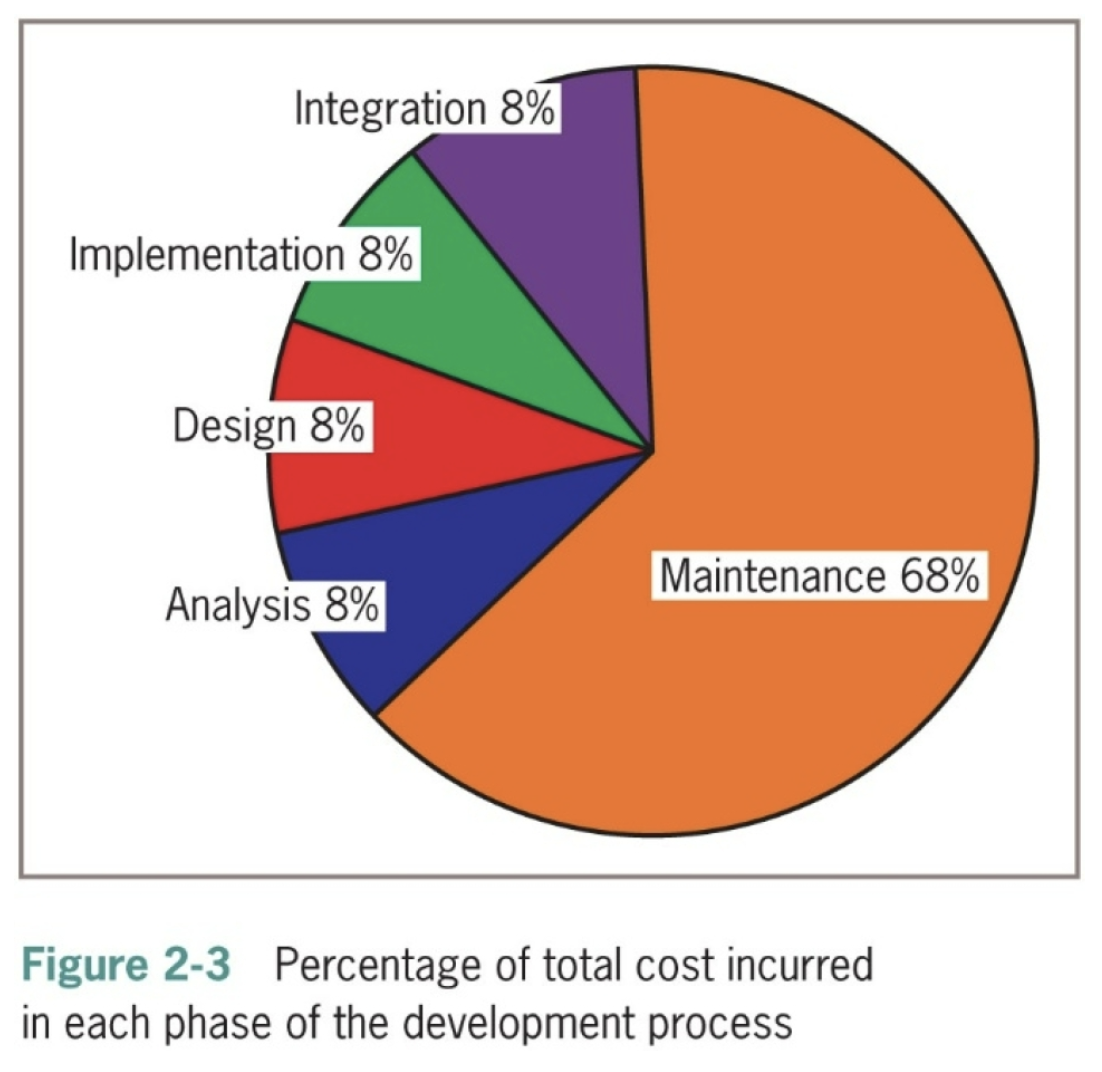 Integration 8%
Implementation 8%
Design 8%
Analysis 8%
Maintenance 68%
Figure 2-3 Percentage of total cost incurred
in each phase of the development process